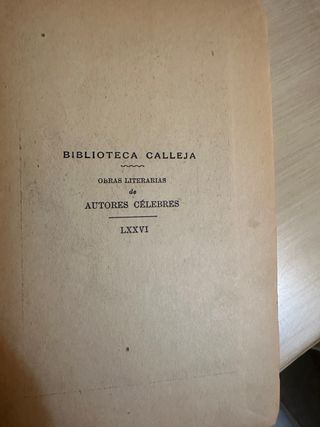 BIBLIOTECA CALLEJA
OBRAS LITERARIAS
de
AUTORES CÉLEBRES
LXXVI